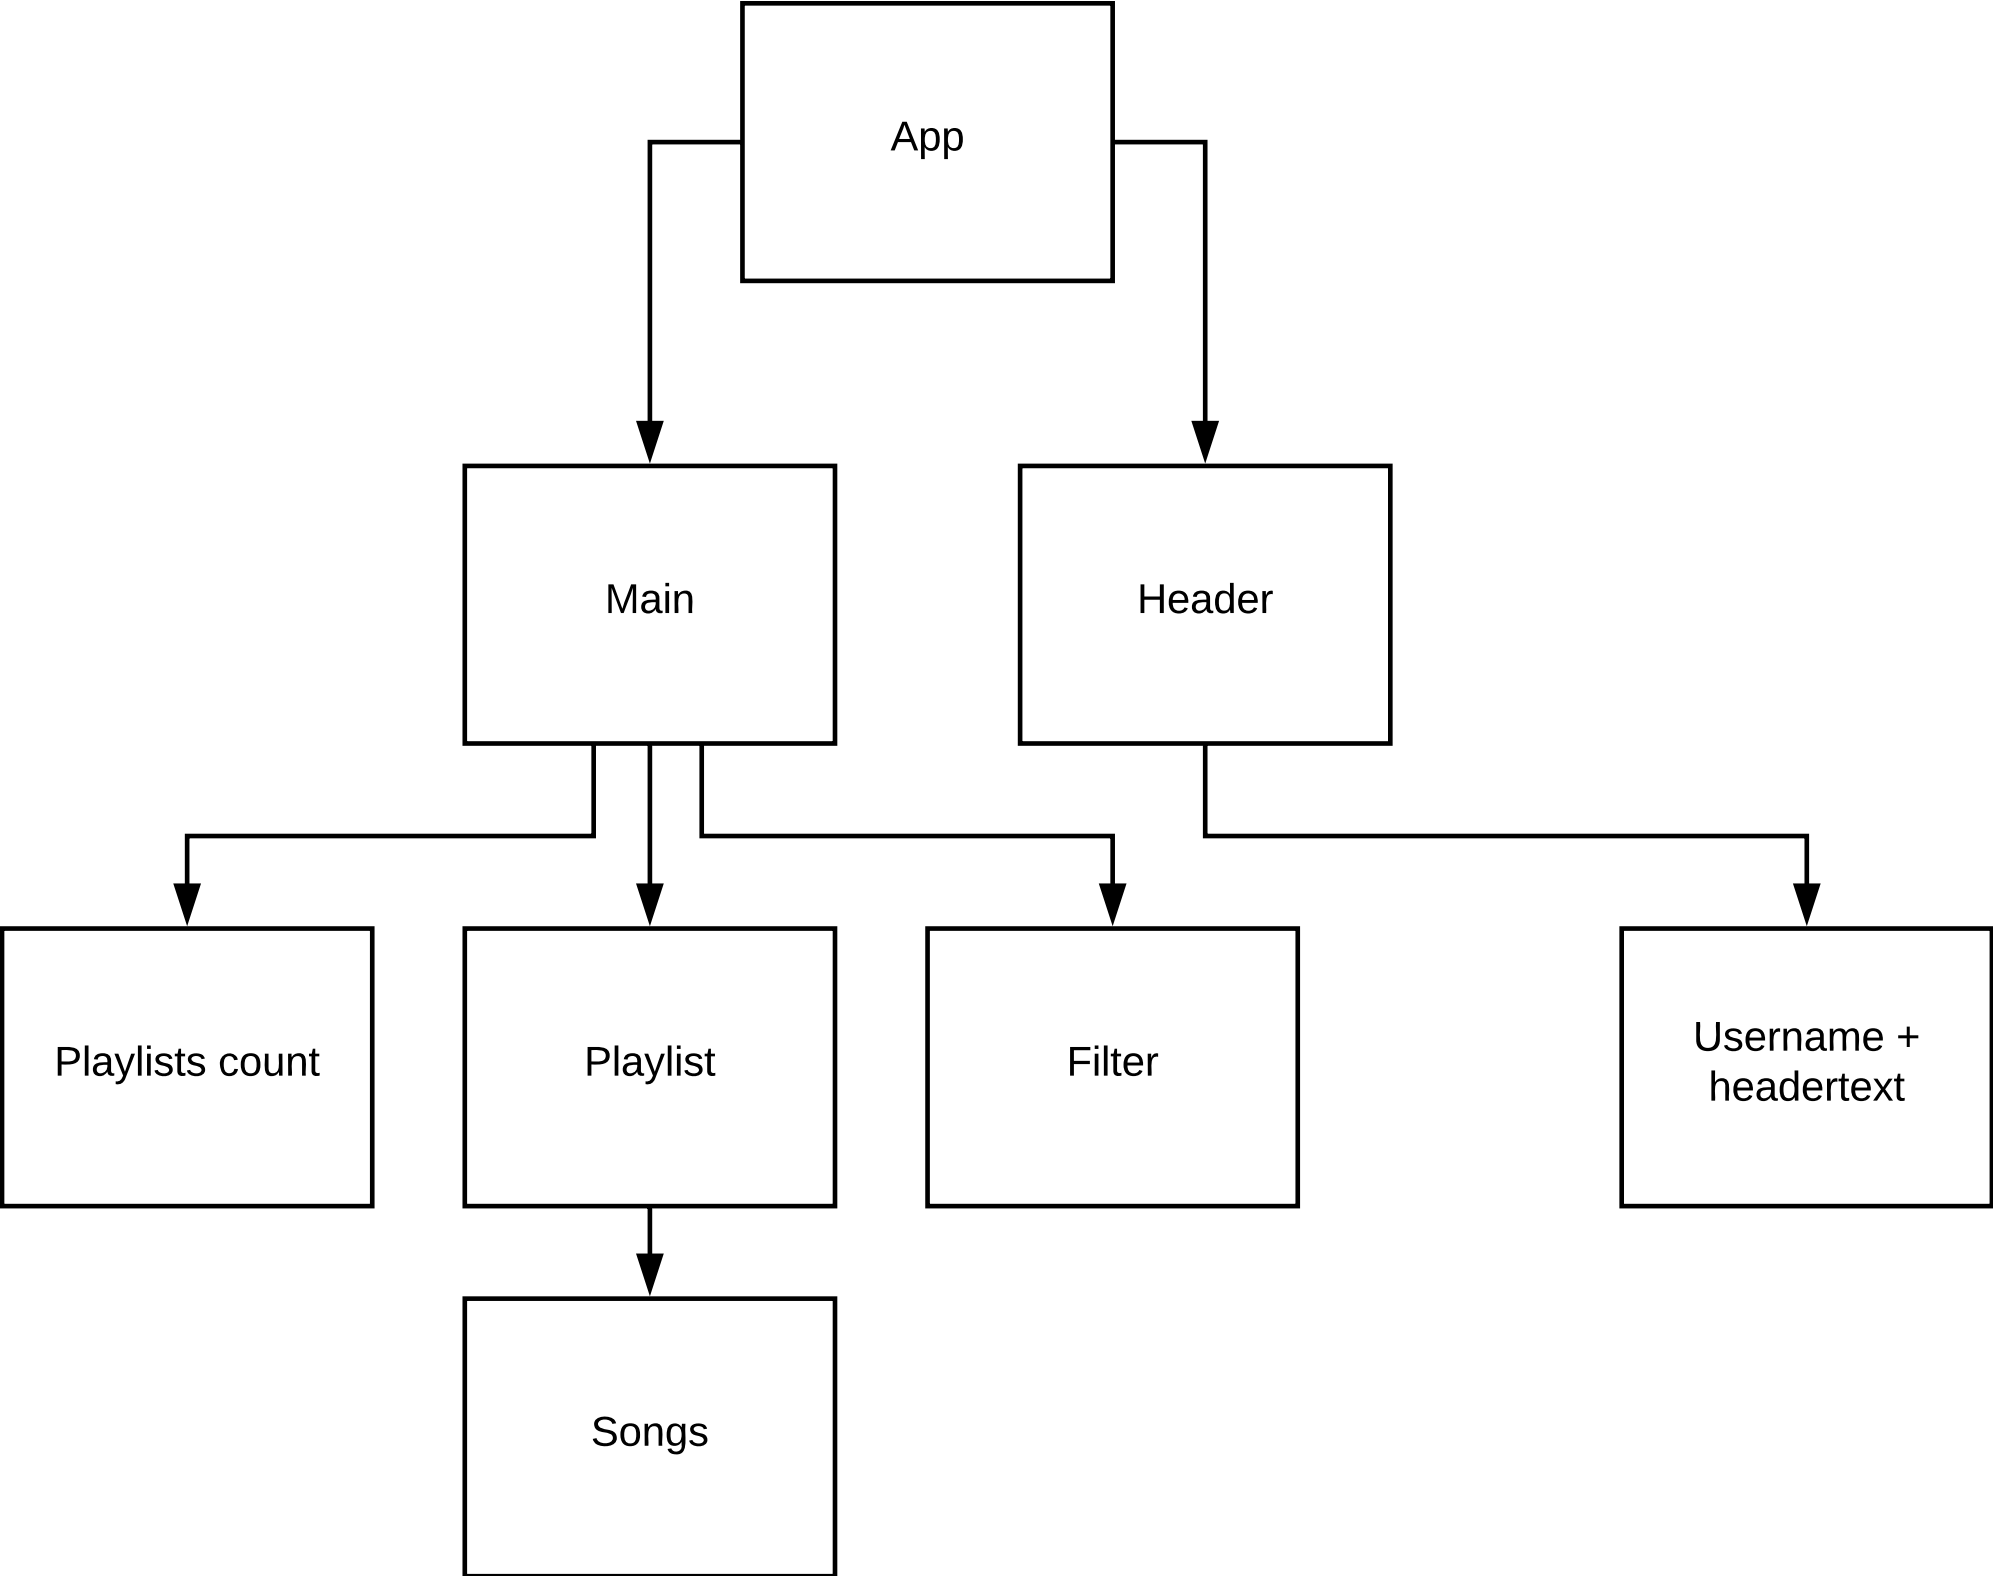 App
Main
Header
Playlists count
Playlist
Filter
Username +
headertext
Songs